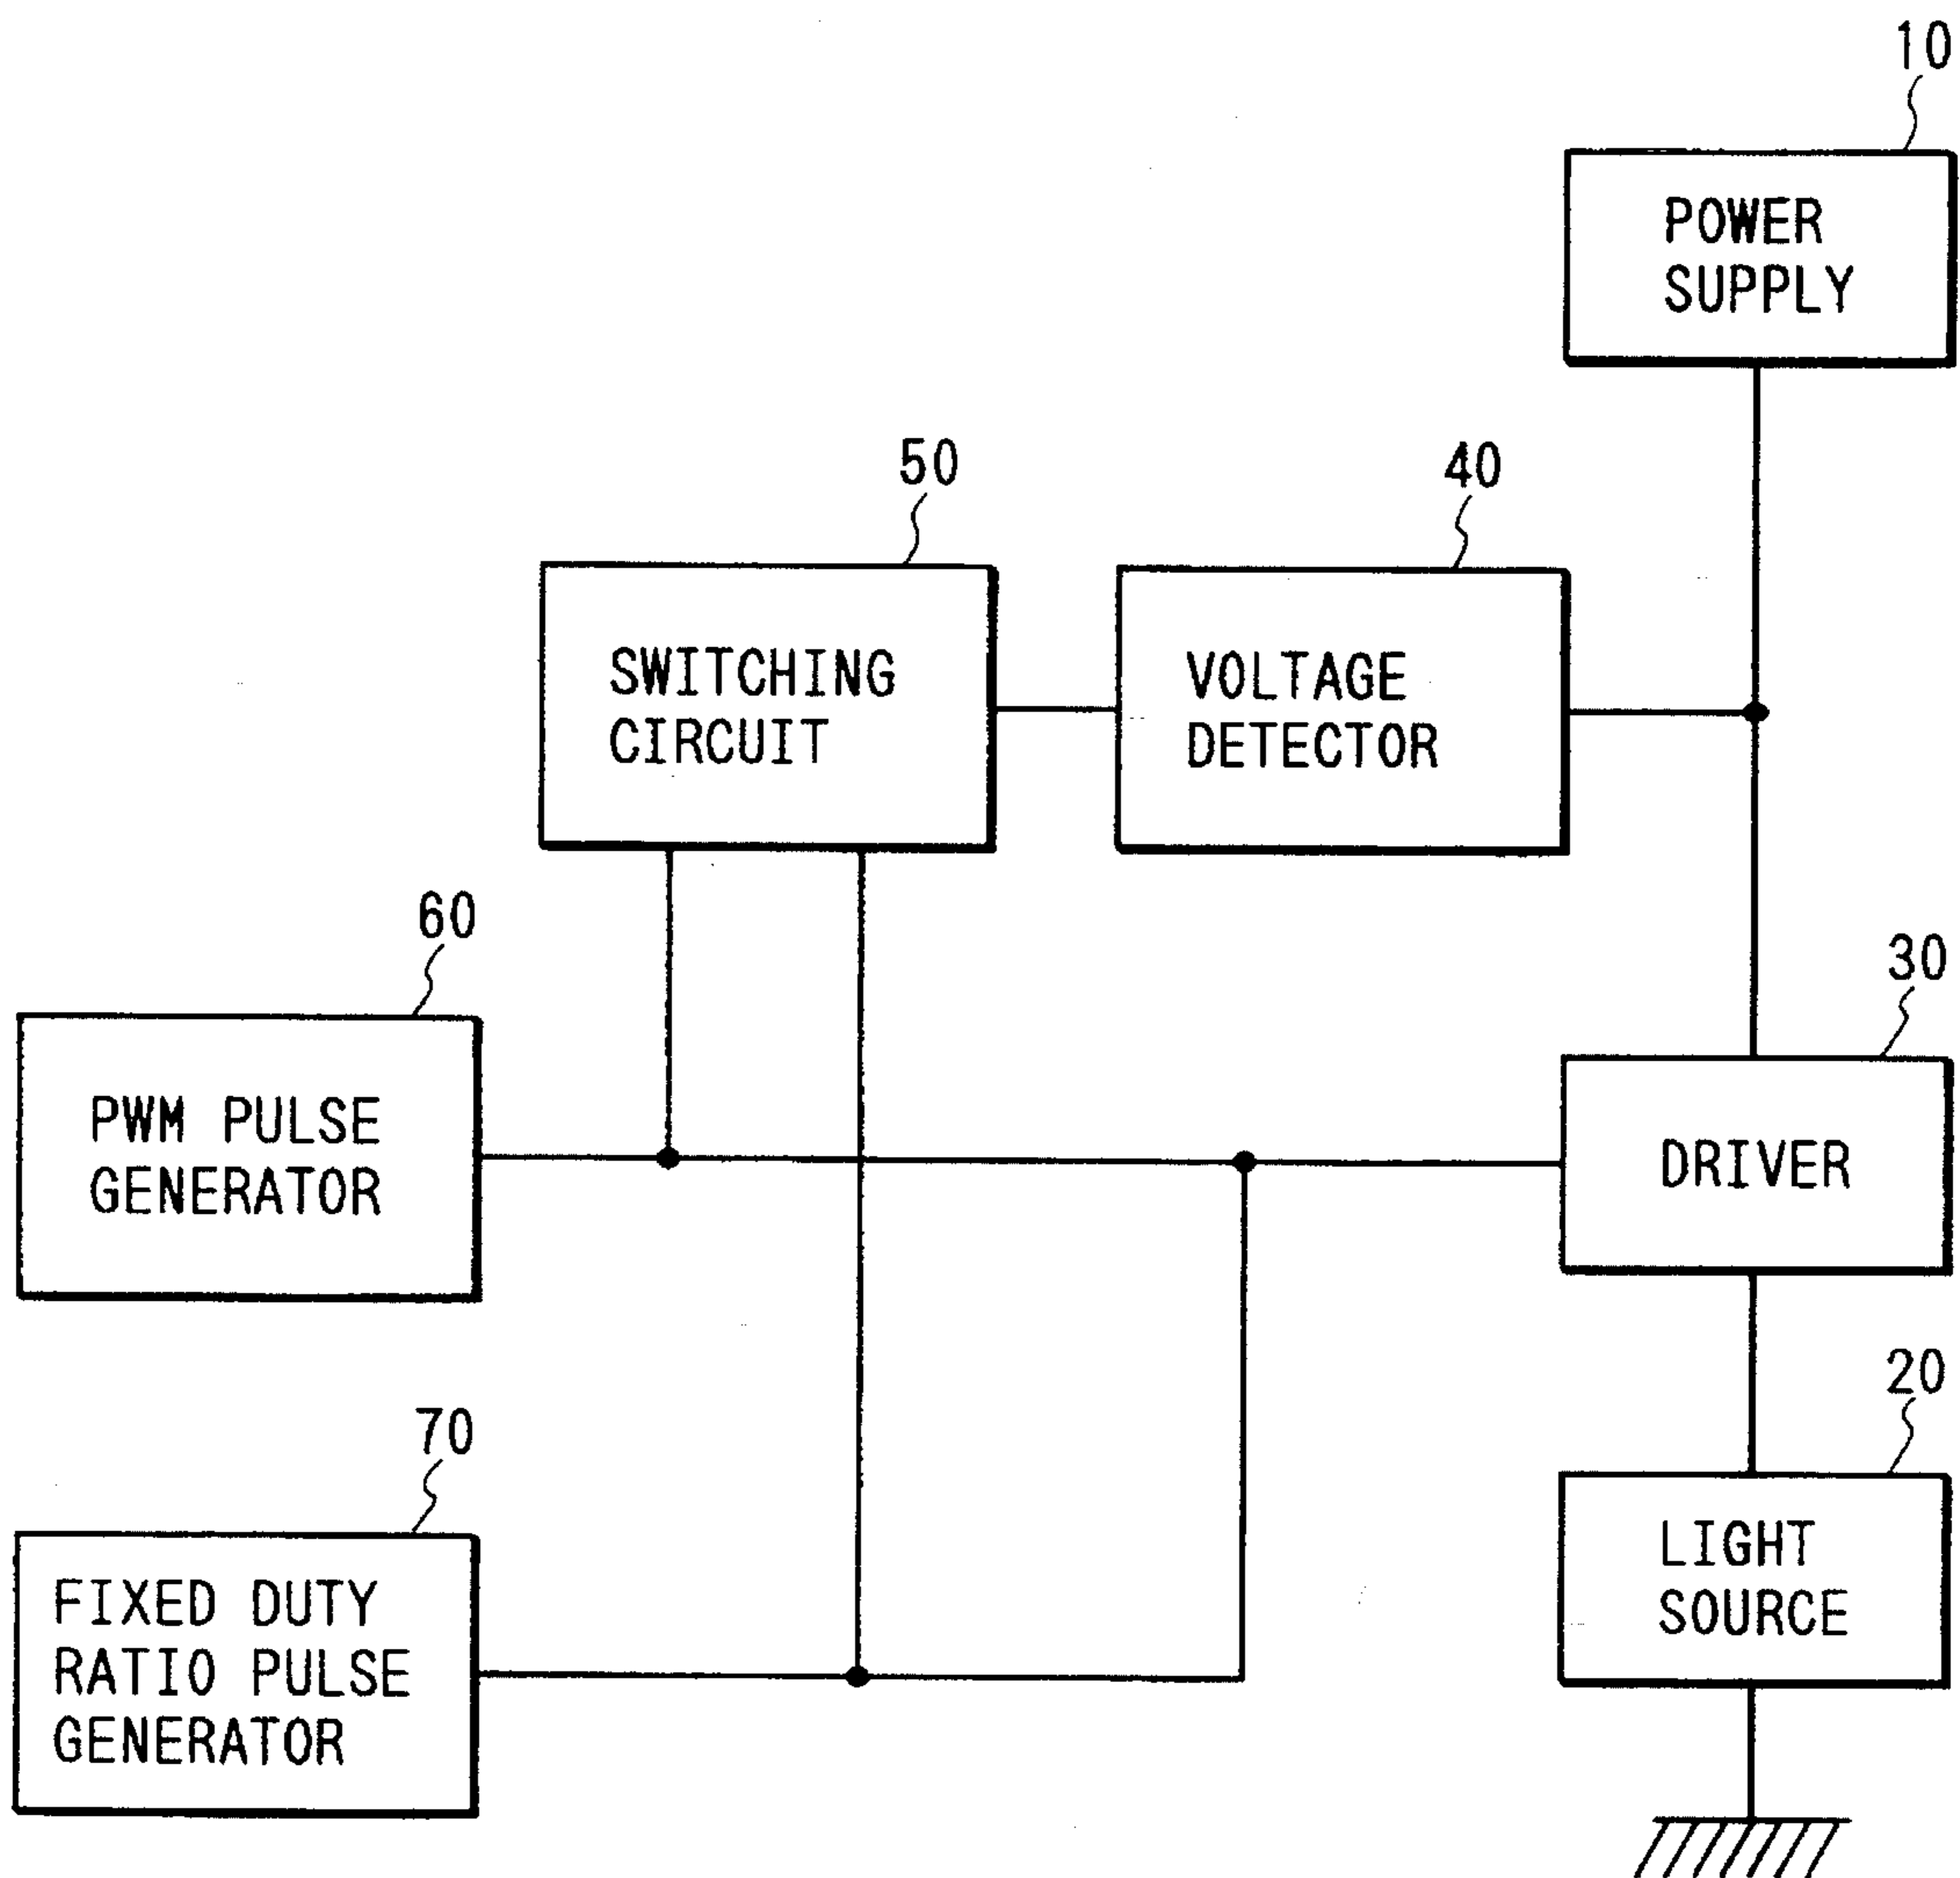 10
POWER
SUPPLY
50
40
SWITCHING
CIRCUIT
VOLTAGE
DETECTOR
60
30
PWM PULSE
GENERATOR
DRIVER
70
20
FIXED DUTY
RATIO PULSE
GENERATOR
LIGHT
SOURCE